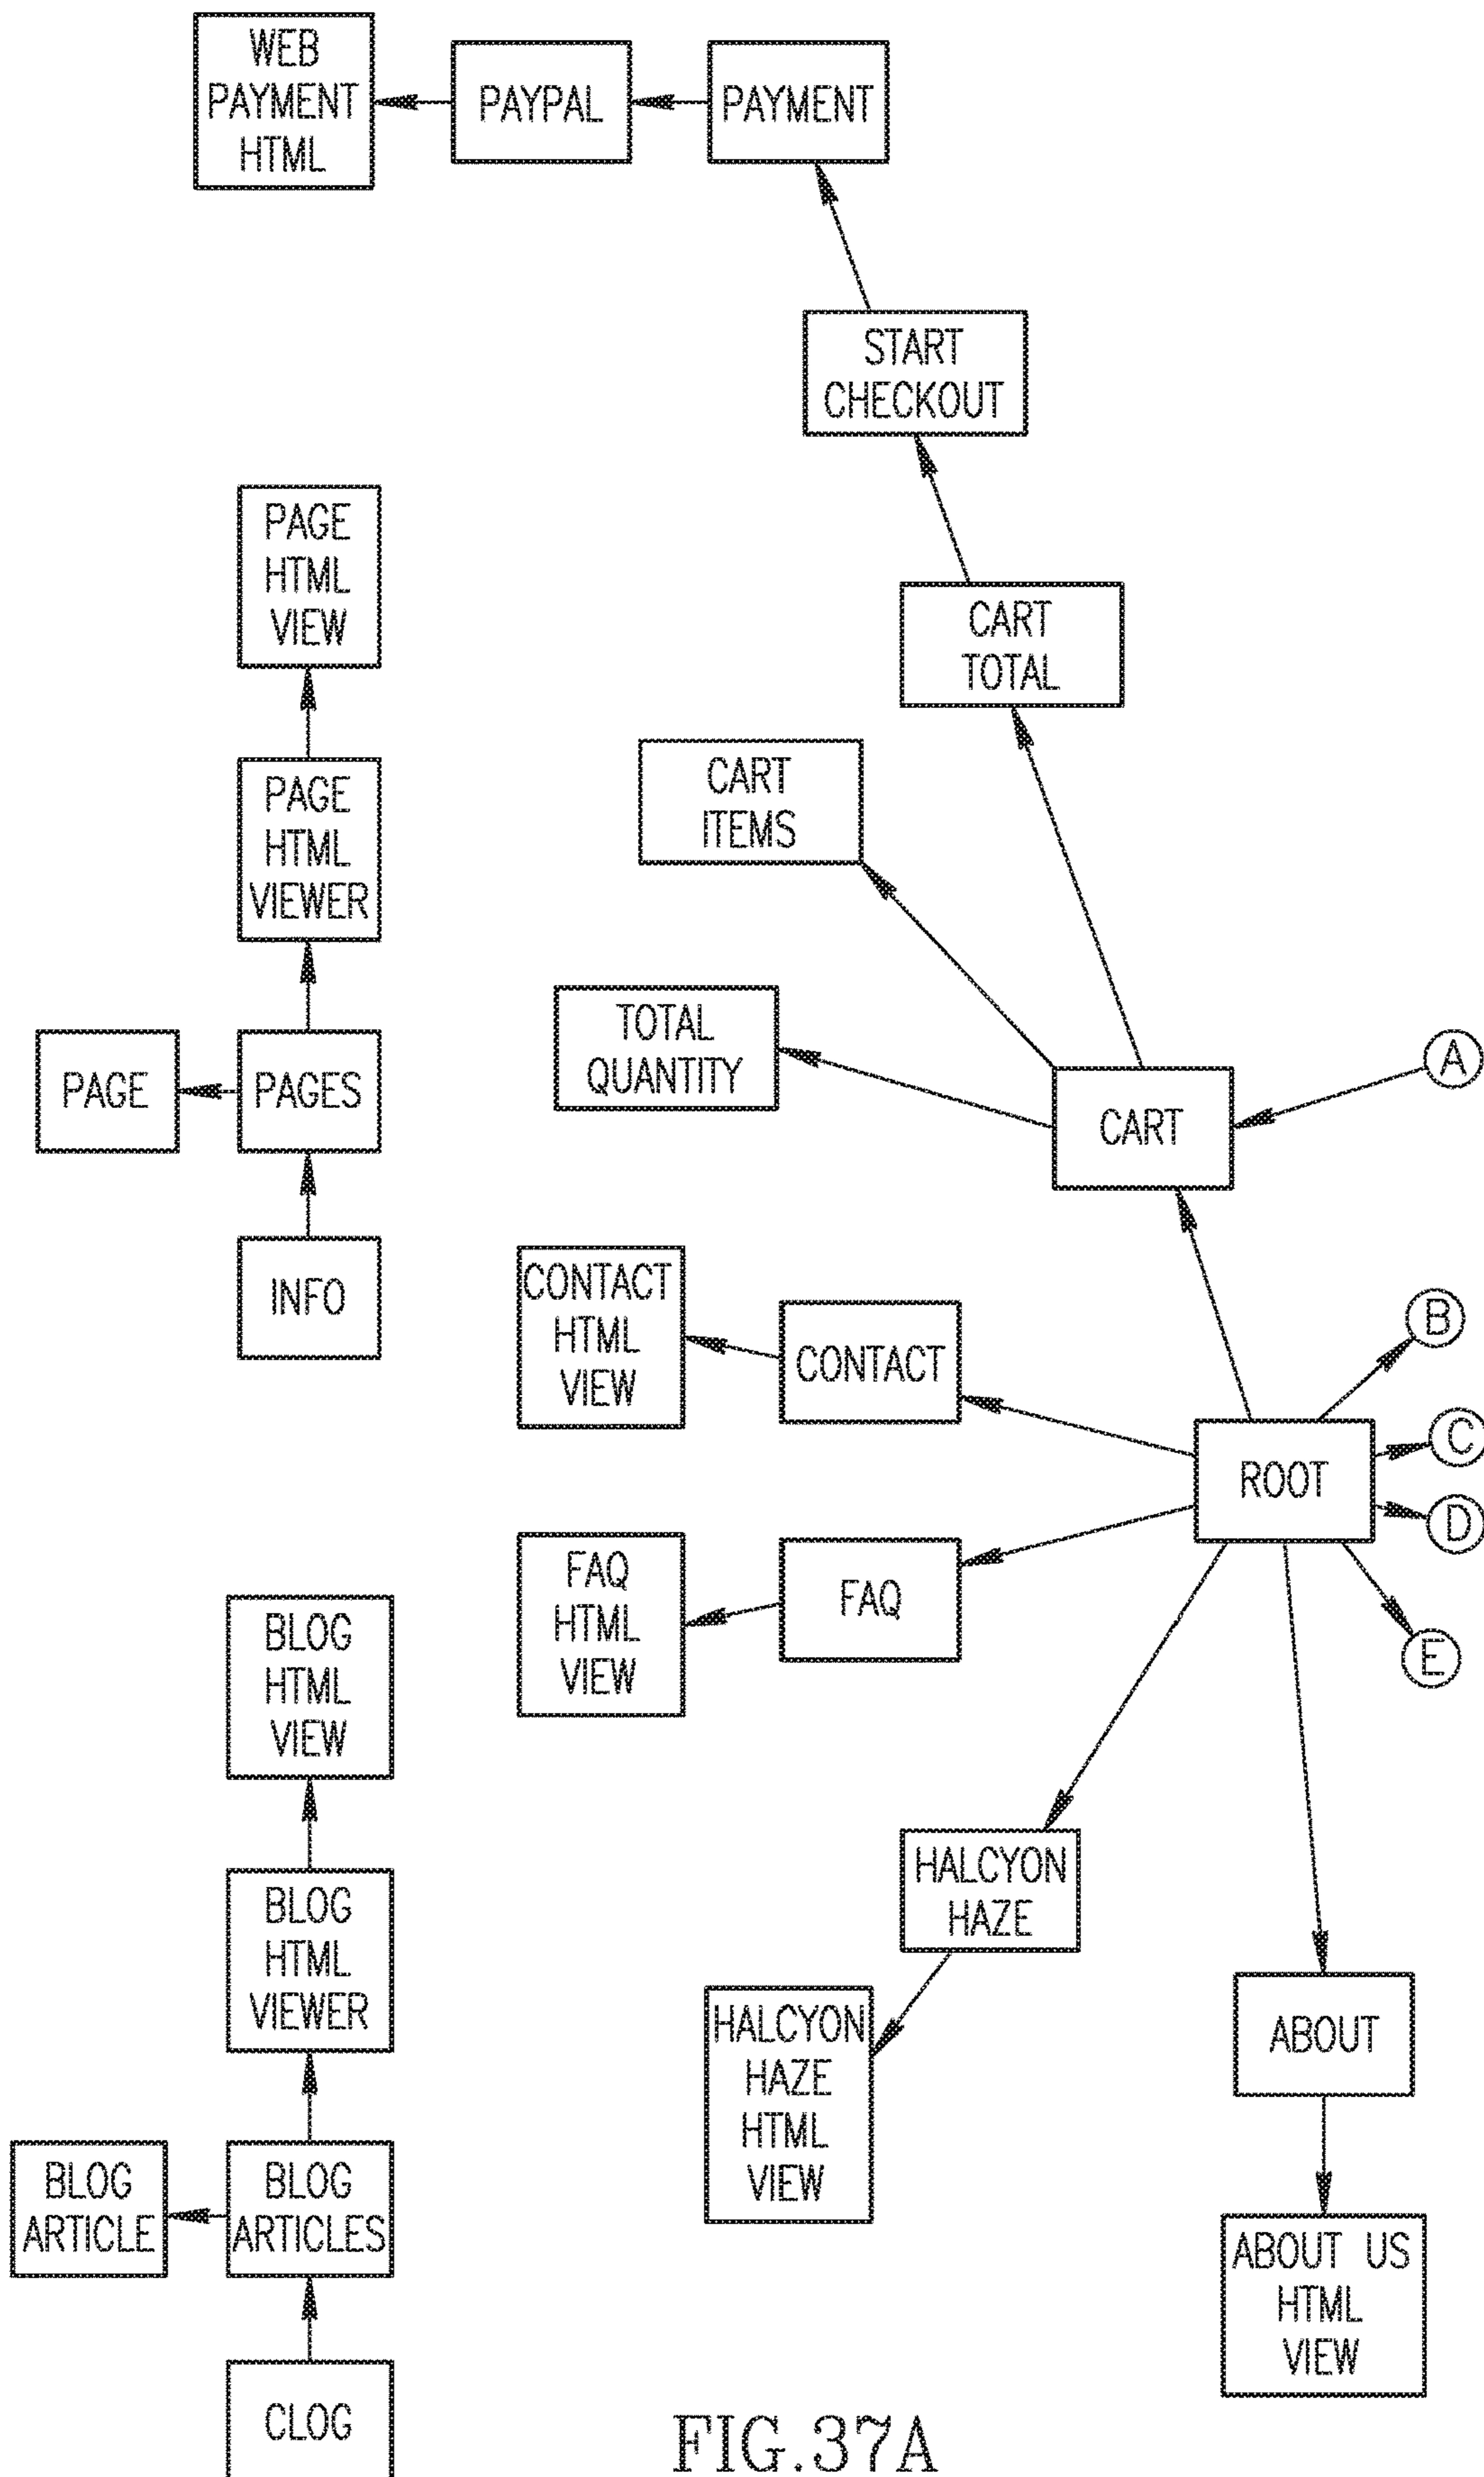 WEB
PAYMENT
HTML
PAYPAL
PAYMENT
START
CHECKOUT
PAGE
HTML
VIEW
CART
TOTAL
CART
ITEMS
PAGE
HTML
VIEWER
TOTAL
QUANTITY
PAGE
PAGES
CART
A
INFO
CONTACT
HTML
VIEW
CONTACT
B
C
ROOT
D
FAQ
HTML
VIEW
FAQ
E
BLOG
HTML
VIEW
HALCYON
HAZE
BLOG
HTML
VIEWER
HALCYON
HAZE
HTML
VIEW
ABOUT
BLOG
ARTICLE
BLOG
ARTICLES
ABOUT US
HTML
VIEW
CLOG
FIG.37A